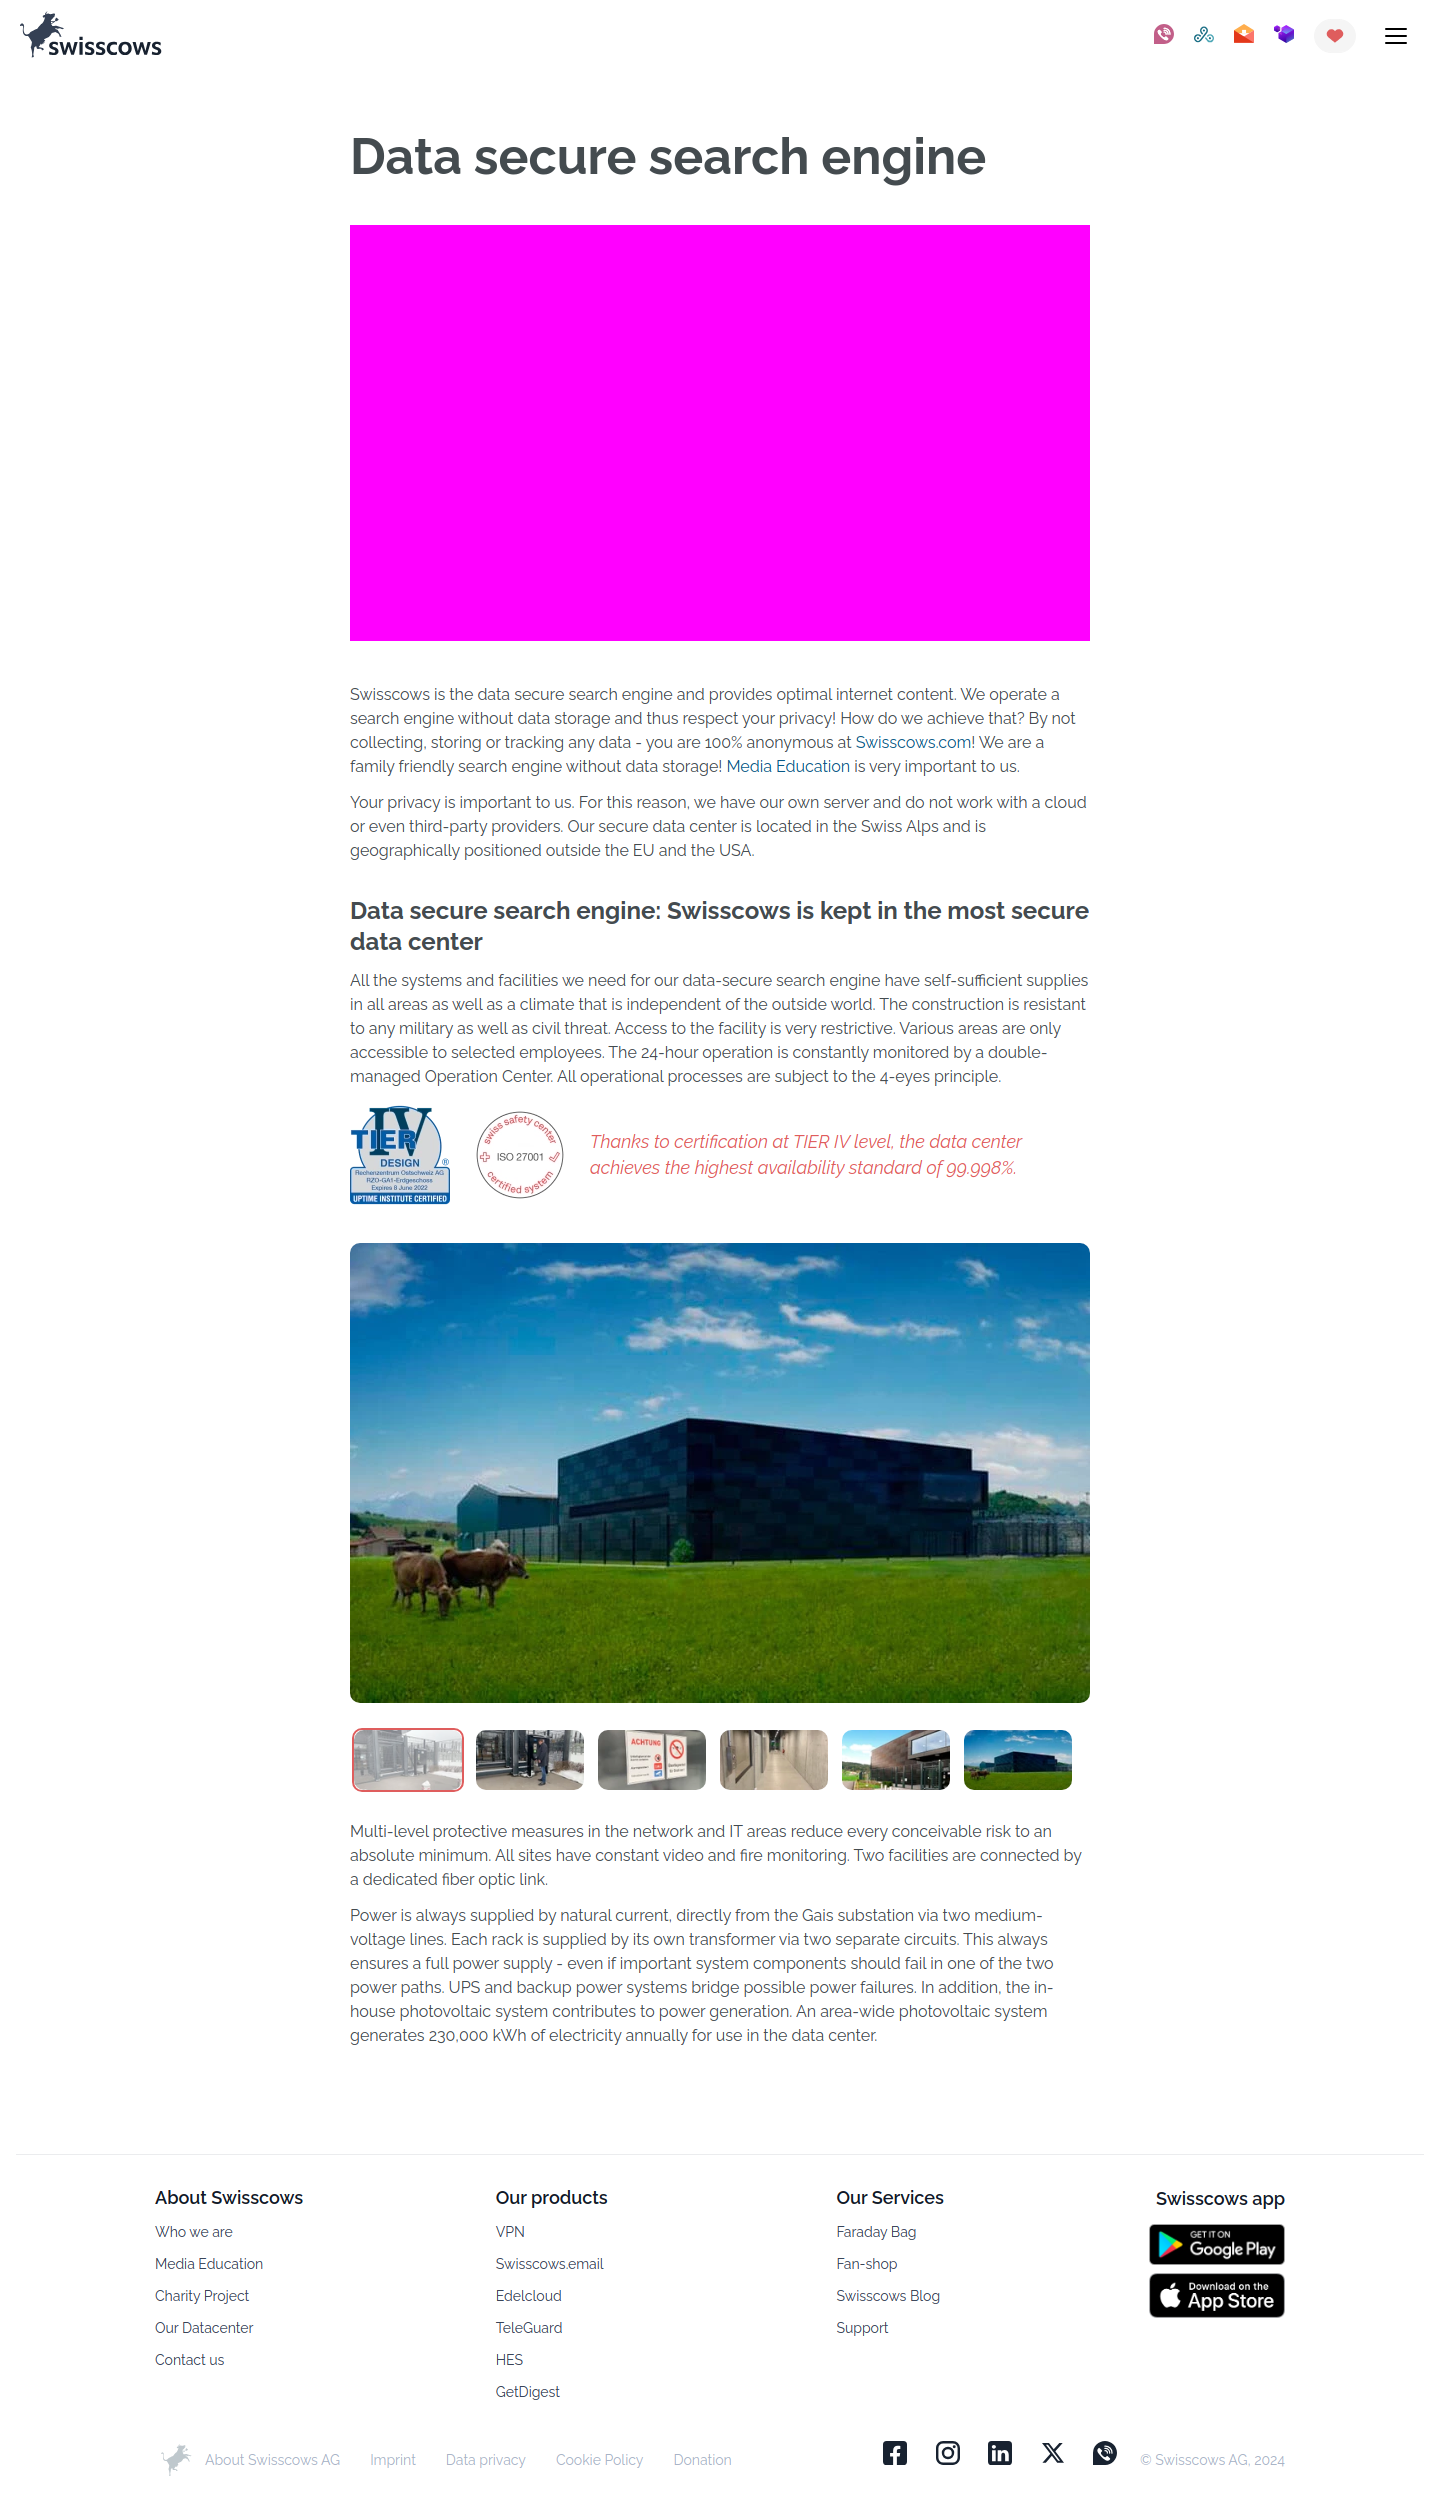 swisscows
Data secure search engine
Swisscows is the data secure search engine and provides optimal internet content. We operate a
search engine without data storage and thus respect your privacy! How do we achieve that? By not
collecting, storing or tracking any data - you are 100% anonymous at Swisscows.com! We are a
family friendly search engine without data storage! Media Education is very important to us.
Your privacy is important to us. For this reason, we have our own server and do not work with a cloud
or even third-party providers. Our secure data center is located in the Swiss Alps and is
geographically positioned outside the EU and the USA.
Data secure search engine: Swisscows is kept in the most secure
data center
All the systems and facilities we need for our data-secure search engine have self-sufficient supplies
in all areas as well as a climate that is independent of the outside world. The construction is resistant
to any military as well as civil threat. Access to the facility is very restrictive. Various areas are only
accessible to selected employees. The 24-hour operation is constantly monitored by a double-
managed Operation Center. All operational processes are subject to the 4-eyes principle.
IV
TIER
DESIGN
®
Rechenzentrum Ostschweiz AG
RZO-GA1-Erdgeschoss
Expires 8 June 2022
UPTIME INSTITUTE CERTIFIED
swiss safety center
ISO 27001
certified system
Thanks to certification at TIER IV level, the data center
achieves the highest availability standard of 99.998%.
ACHTUNG
Multi-level protective measures in the network and IT areas reduce every conceivable risk to an
absolute minimum. All sites have constant video and fire monitoring. Two facilities are connected by
a dedicated fiber optic link.
Power is always supplied by natural current, directly from the Gais substation via two medium-
voltage lines. Each rack is supplied by its own transformer via two separate circuits. This always
ensures a full power supply - even if important system components should fail in one of the two
power paths. UPS and backup power systems bridge possible power failures. In addition, the in-
house photovoltaic system contributes to power generation. An area-wide photovoltaic system
generates 230,000 kWh of electricity annually for use in the data center.
About Swisscows
Who we are
Media Education
Charity Project
Our Datacenter
Contact us
Our products
VPN
Swisscows.email
Edelcloud
TeleGuard
HES
GetDigest
Our Services
Faraday Bag
Fan-shop
Swisscows Blog
Support
Swisscows app
GET IT ON
Google Play
Download on the
App Store
About Swisscows AG
Imprint
Data privacy
Cookie Policy
Donation
© Swisscows AG, 2024